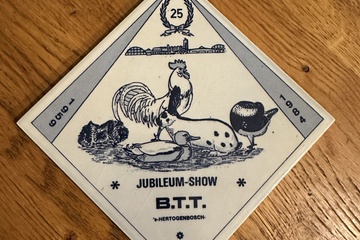 25
1959
1984
JUBILEUM-SHOW
B.T.T.
's-HERTOGENBOSCH-